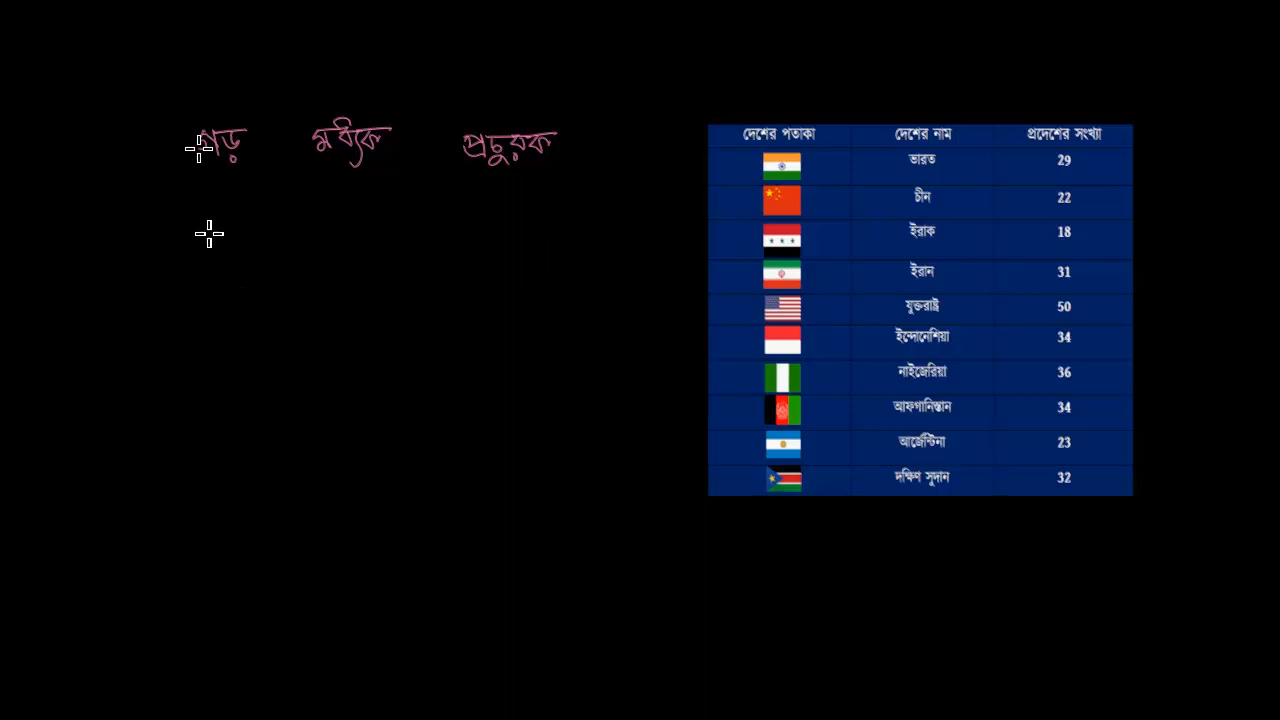 গড় মধ্যক প্রচুরক
দেশের পতাকা দেশের নাম প্রদেশের সংখ্যা
ভারত 29
চীন 22
ইরাক 18
ইরান 31
যুক্তরাষ্ট্র 50
ইন্দোনেশিয়া 34
নাইজেরিয়া 36
আফগানিস্তান 34
আর্জেন্টিনা 23
দক্ষিণ সুদান 32